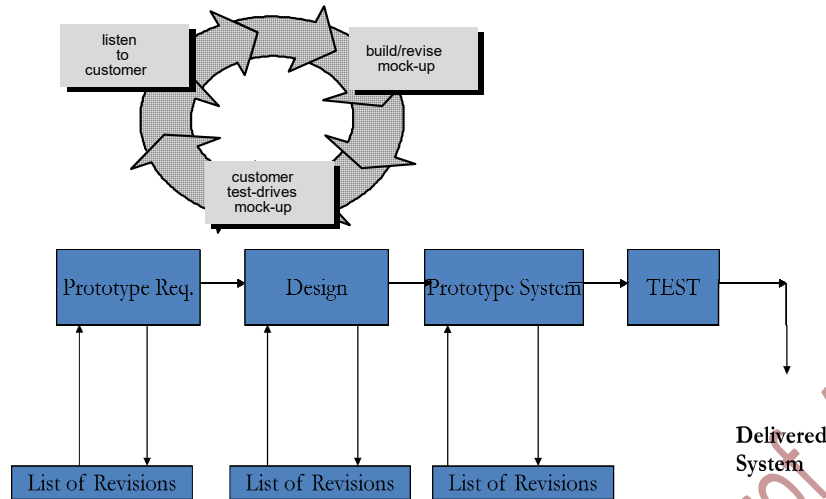 listen
to
customer
build/revise
mock-up
customer
test-drives
mock-up
Prototype Req.
Design
Prototype System
TEST
Delivered
System
List of Revisions
List of Revisions
List of Revisions